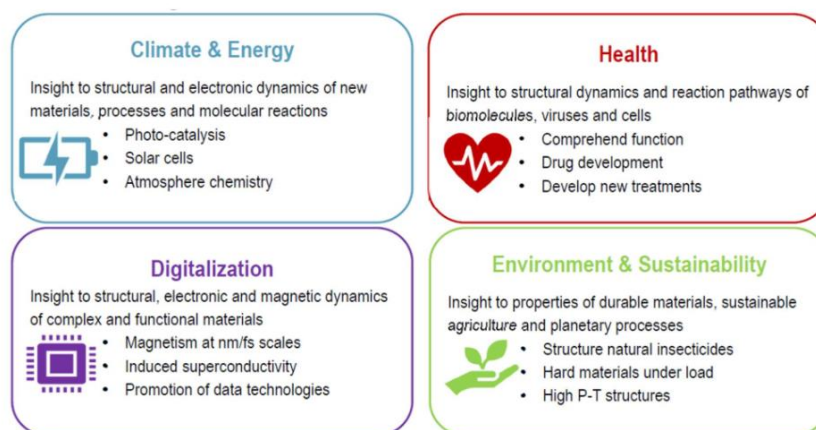 Climate & Energy
Insight to structural and electronic dynamics of new
materials, processes and molecular reactions
• Photo-catalysis
• Solar cells
• Atmosphere chemistry
Health
Insight to structural dynamics and reaction pathways of
biomolecules, viruses and cells
• Comprehend function
• Drug development
• Develop new treatments
Digitalization
Insight to structural, electronic and magnetic dynamics
of complex and functional materials
• Magnetism at nm/fs scales
• Induced superconductivity
• Promotion of data technologies
Environment & Sustainability
Insight to properties of durable materials, sustainable
agriculture and planetary processes
• Structure natural insecticides
• Hard materials under load
• High P-T structures